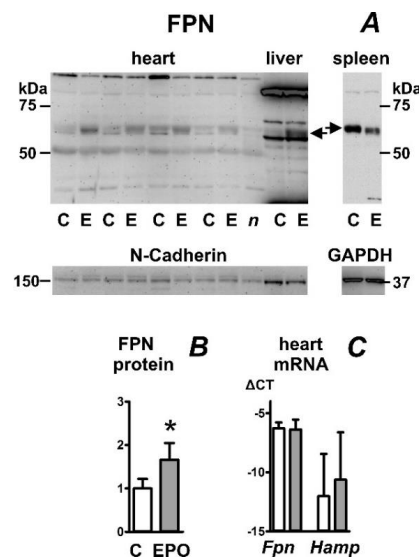 FPN A
heart liver spleen
kDa kDa
75 75
50 50
C E C E C E C E n C E C E
N-Cadherin GAPDH
150 37
FPN protein B
heart mRNA C
ΔCT
3
2
1
0
*
C EPO
-5
-10
-15
Fpn Hamp